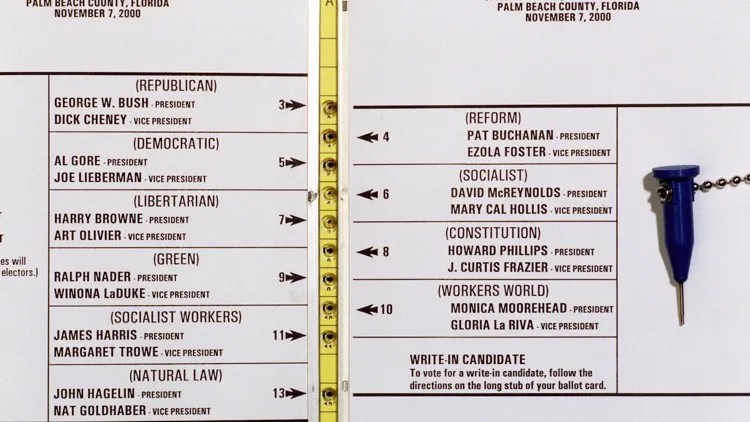 PALM BEACH COUNTY, FLORIDA
NOVEMBER 7, 2000
(REPUBLICAN)
GEORGE W. BUSH - PRESIDENT 3
DICK CHENEY - VICE PRESIDENT
(DEMOCRATIC)
AL GORE - PRESIDENT 5
JOE LIEBERMAN - VICE PRESIDENT
(LIBERTARIAN)
HARRY BROWNE - PRESIDENT 7
ART OLIVIER - VICE PRESIDENT
(GREEN)
RALPH NADER - PRESIDENT 9
WINONA LaDUKE - VICE PRESIDENT
(SOCIALIST WORKERS)
JAMES HARRIS - PRESIDENT 11
MARGARET TROWE - VICE PRESIDENT
(NATURAL LAW)
JOHN HAGELIN - PRESIDENT 13
NAT GOLDHABER - VICE PRESIDENT
es will
electors.)
A
PALM BEACH COUNTY, FLORIDA
NOVEMBER 7, 2000
(REFORM)
4 PAT BUCHANAN - PRESIDENT
EZOLA FOSTER - VICE PRESIDENT
(SOCIALIST)
6 DAVID McREYNOLDS - PRESIDENT
MARY CAL HOLLIS - VICE PRESIDENT
(CONSTITUTION)
8 HOWARD PHILLIPS - PRESIDENT
J. CURTIS FRAZIER - VICE PRESIDENT
(WORKERS WORLD)
10 MONICA MOOREHEAD - PRESIDENT
GLORIA La RIVA - VICE PRESIDENT
WRITE-IN CANDIDATE
To vote for a write-in candidate, follow the
directions on the long stub of your ballot card.